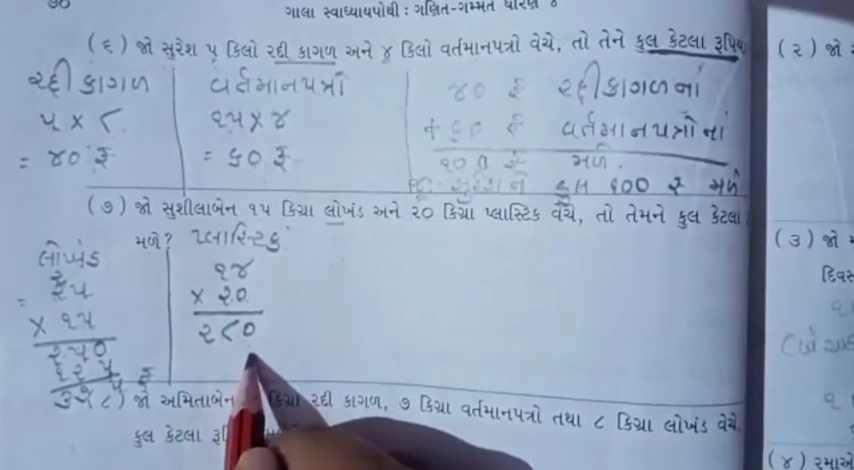 ગાલા સ્વાધ્યાયપોથી : ગણિત-ગમ્મત ધોરણ ૪
(૬) જો સુરેશ ૫ કિલો રદ્દી કાગળ અને ૪ કિલો વર્તમાનપત્રો વેચે, તો તેને કુલ કેટલા રૂપિયા
રદ્દી કાગળ
૫ x ૮
= ૪૦ રૂ
વર્તમાનપત્રો
૧૫ x ૪
= ૬૦ રૂ
૪૦ રૂ રદ્દી કાગળનાં
+ ૬૦ રૂ વર્તમાનપત્રોનાં
૧૦૦ રૂ મળે.
સુરેશને કુલ ૧૦૦ રૂ મળે
(૭) જો સુશીલાબેન ૧૫ કિગ્રા લોખંડ અને ૨૦ કિગ્રા પ્લાસ્ટિક વેચે, તો તેમને કુલ કેટલા
મળે?
લોખંડ
= ૨૫
x ૧૫
૨૫૦
પ્લાસ્ટિક
૧૪
x ૨૦
૨૮૦
૮) જો અમિતાબેન કિગ્રા રદ્દી કાગળ, ૭ કિગ્રા વર્તમાનપત્રો તથા ૮ કિગ્રા લોખંડ વેચે,
કુલ કેટલા
(૨) જો
(૩) જો
દિવસ
(૪) રમાએ